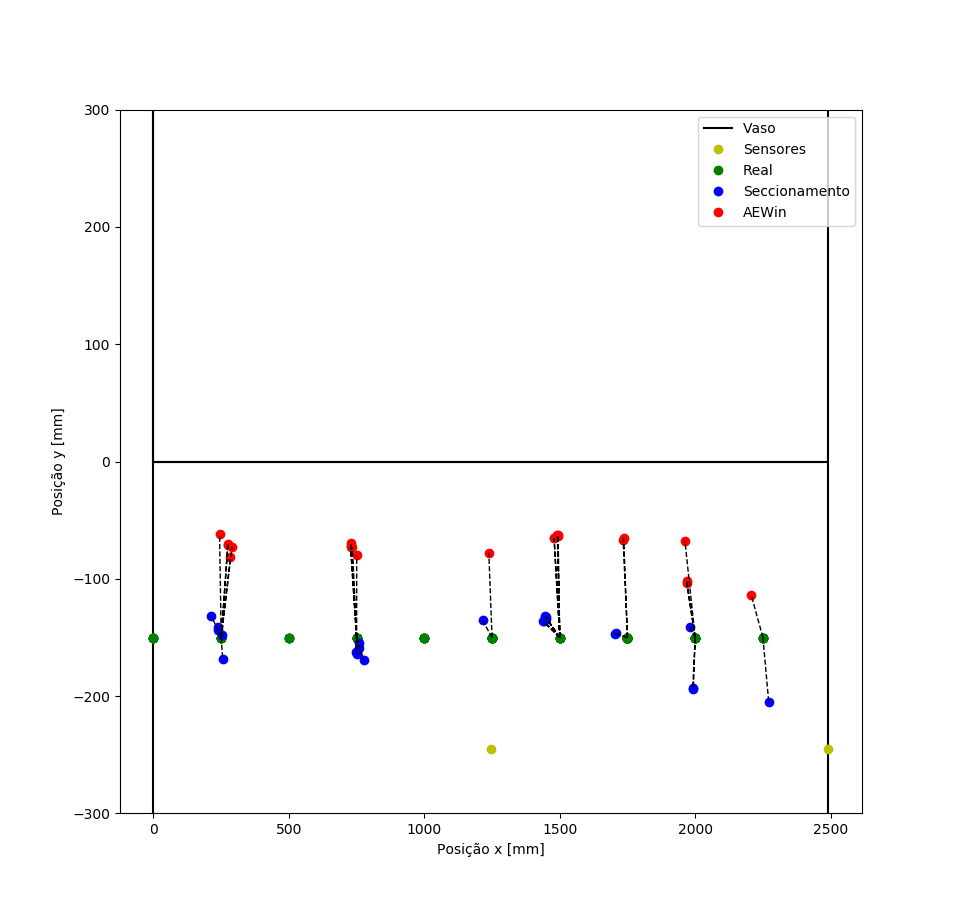 300
200
100
0
−100
−200
−300
Posição y [mm]
Vaso
Sensores
Real
Seccionamento
AEWin
0
500
1000
1500
2000
2500
Posição x [mm]